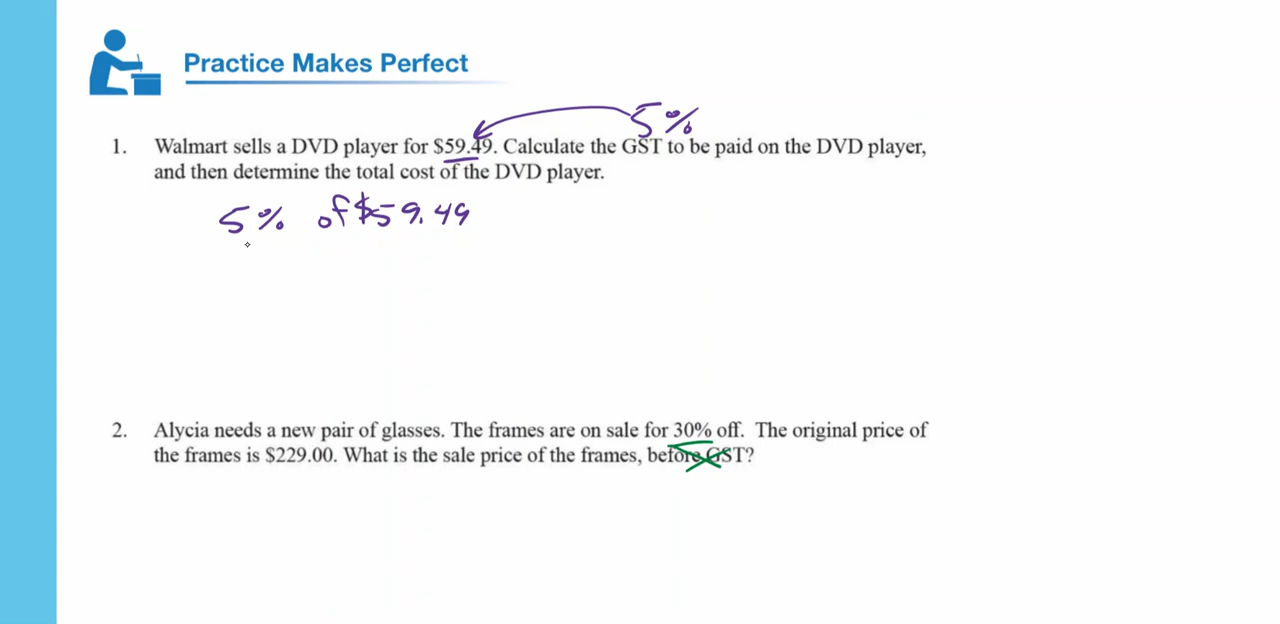 Practice Makes Perfect
5%
1. Walmart sells a DVD player for $59.49. Calculate the GST to be paid on the DVD player,
and then determine the total cost of the DVD player.
5% of $59.49
2. Alycia needs a new pair of glasses. The frames are on sale for 30% off. The original price of
the frames is $229.00. What is the sale price of the frames, before GST?